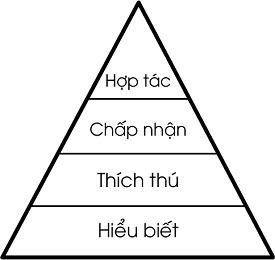 Hợp tác
Chấp nhận
Thích thú
Hiểu biết